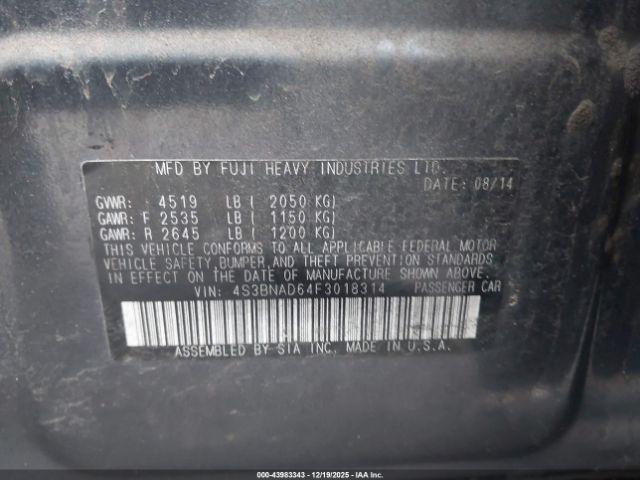 MFD BY FUJI HEAVY INDUSTRIES LTD.
DATE: 08/14
GVWR: 4519 LB ( 2050 KG)
GAWR: F 2535 LB ( 1150 KG)
GAWR: R 2645 LB ( 1200 KG)
THIS VEHICLE CONFORMS TO ALL APPLICABLE FEDERAL MOTOR
VEHICLE SAFETY, BUMPER, AND THEFT PREVENTION STANDARDS
IN EFFECT ON THE DATE OF MANUFACTURE SHOWN ABOVE.
VIN: 4S3BNAD64F3018314 PASSENGER CAR
ASSEMBLED BY SIA INC. MADE IN U.S.A.
000-43983343 - 12/19/2025 - IAAI.com